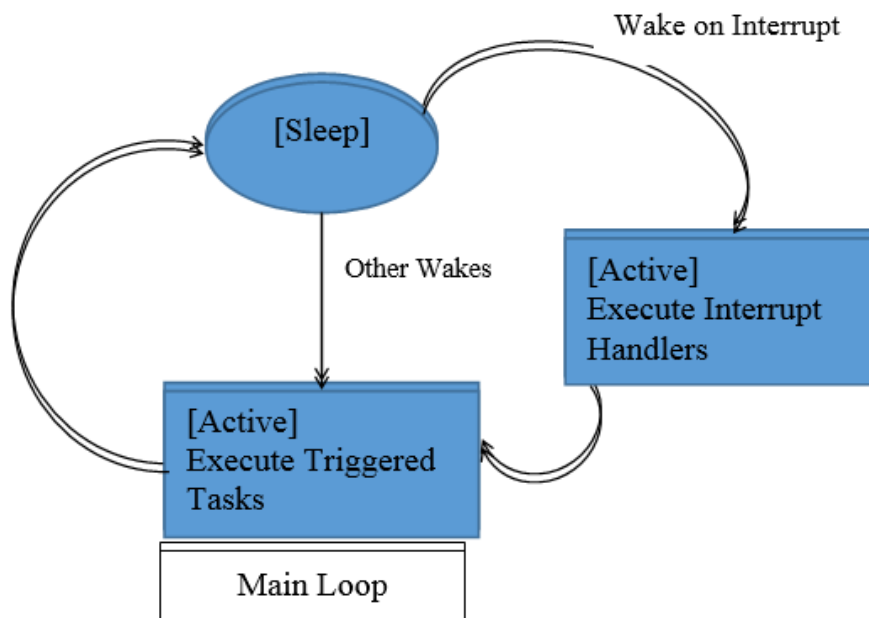 Wake on Interrupt
[Sleep]
Other Wakes
[Active]
Execute Interrupt
Handlers
[Active]
Execute Triggered
Tasks
Main Loop